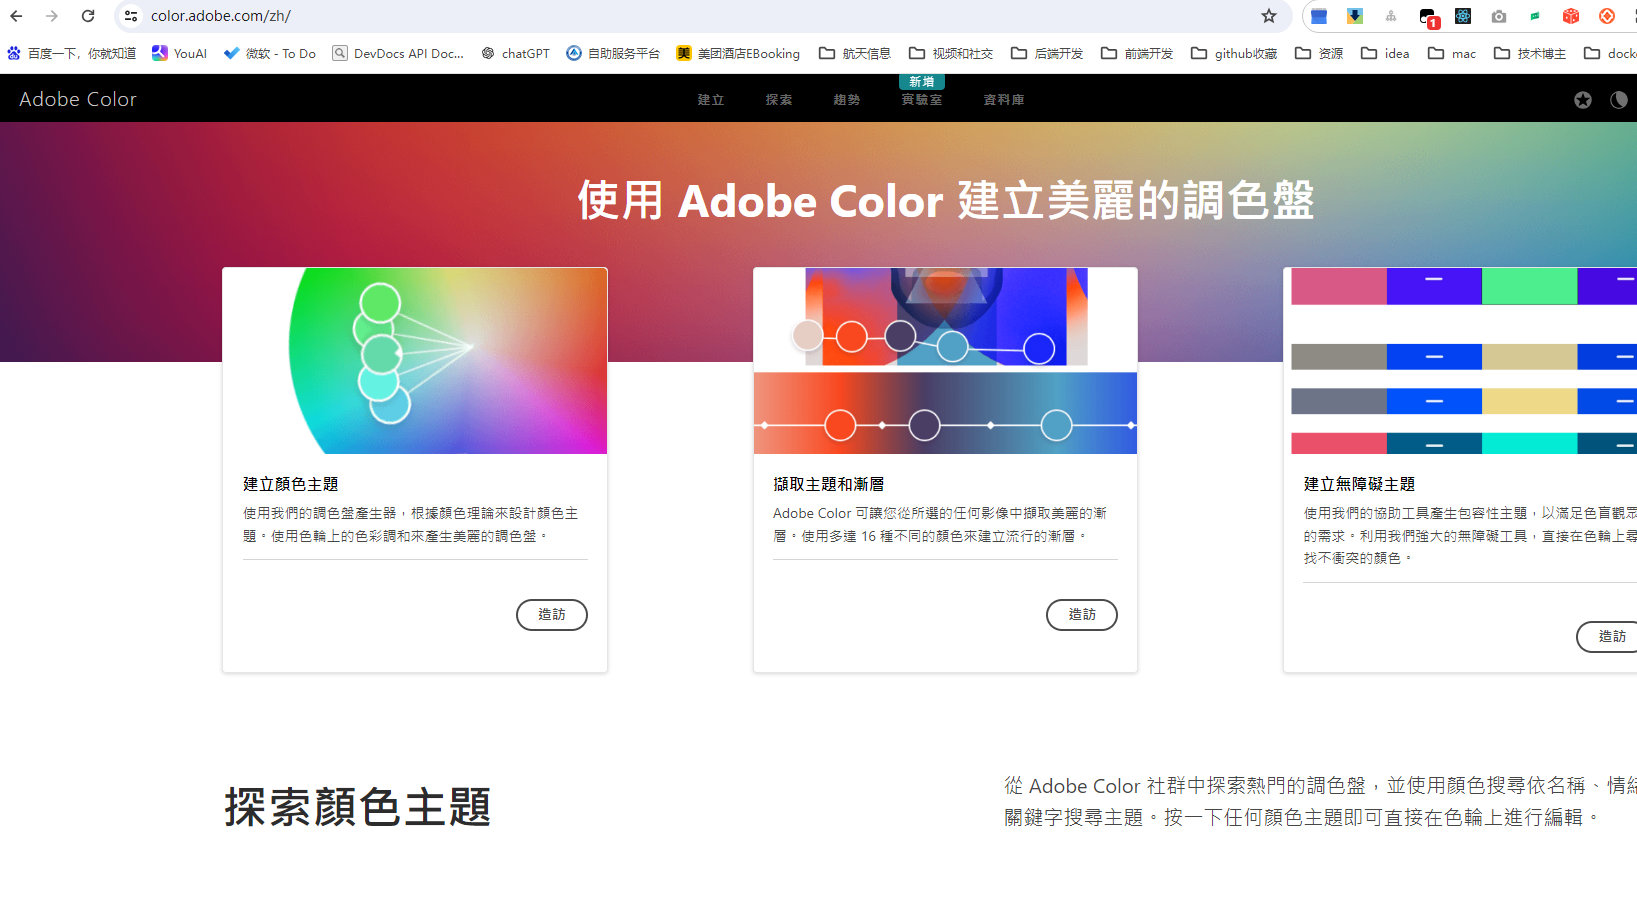 color.adobe.com/zh/
1
百度一下，你就知道 YouAI 微软 - To Do DevDocs API Doc... chatGPT 自助服务平台 美 美团酒店EBooking 航天信息 视频和社交 后端开发 前端开发 github收藏 资源 idea mac 技术博主
Adobe Color 建立 探索 趨勢 新增 實驗室 資料庫
使用 Adobe Color 建立美麗的調色盤
建立顏色主題
使用我們的調色盤產生器，根據顏色理論來設計顏色主
題。使用色輪上的色彩調和來產生美麗的調色盤。
造訪
擷取主題和漸層
Adobe Color 可讓您從所選的任何影像中擷取美麗的漸
層。使用多達 16 種不同的顏色來建立流行的漸層。
造訪
建立無障礙主題
使用我們的協助工具產生包容性主題，以滿足色盲觀眾
的需求。利用我們強大的無障礙工具，直接在色輪上尋
找不衝突的顏色。
造訪
探索顏色主題
從 Adobe Color 社群中探索熱門的調色盤，並使用顏色搜尋依名稱、情
關鍵字搜尋主題。按一下任何顏色主題即可直接在色輪上進行編輯。